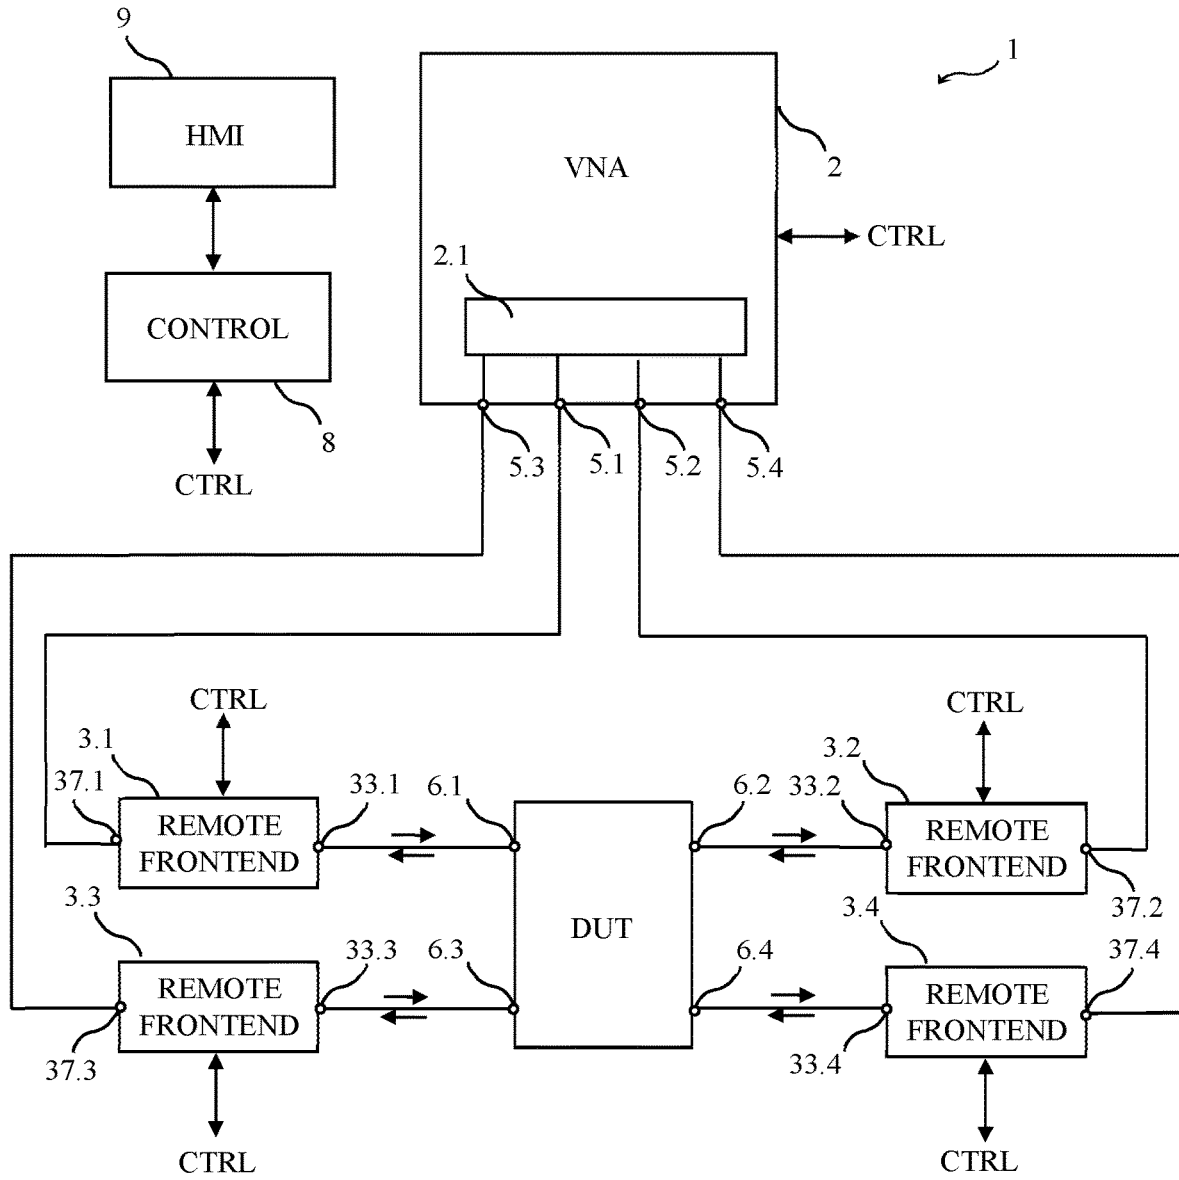 9
1
HMI
VNA
2
CTRL
2.1
CONTROL
8
CTRL
5.3
5.1
5.2
5.4
CTRL
CTRL
3.1
3.2
37.1
33.1
6.1
6.2
33.2
REMOTE
FRONTEND
REMOTE
FRONTEND
3.3
37.2
3.4
DUT
33.3
6.3
6.4
37.4
REMOTE
FRONTEND
REMOTE
FRONTEND
37.3
33.4
CTRL
CTRL